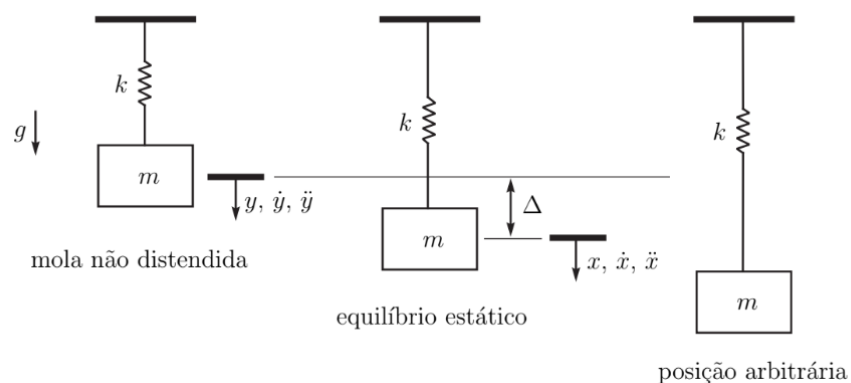 k
k
k
g
m
y, ẏ, ÿ
Δ
m
x, ẋ, ẍ
mola não distendida
m
equilíbrio estático
posição arbitrária